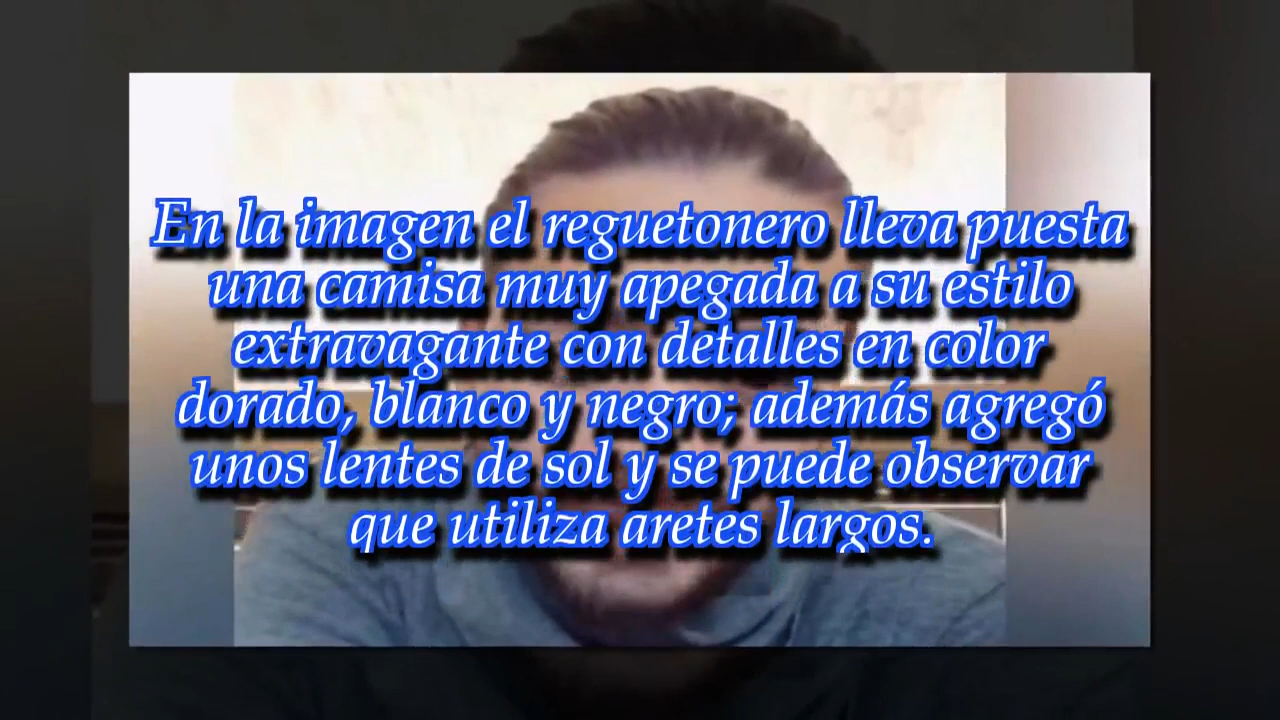 En la imagen el reguetonero lleva puesta
una camisa muy apegada a su estilo
extravagante con detalles en color
dorado, blanco y negro; además agregó
unos lentes de sol y se puede observar
que utiliza aretes largos.